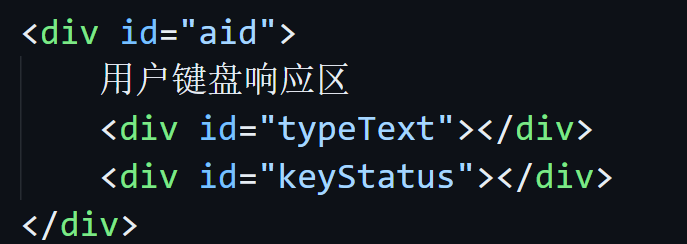 <div id="aid">
用户键盘响应区
<div id="typeText"></div>
<div id="keyStatus"></div>
</div>